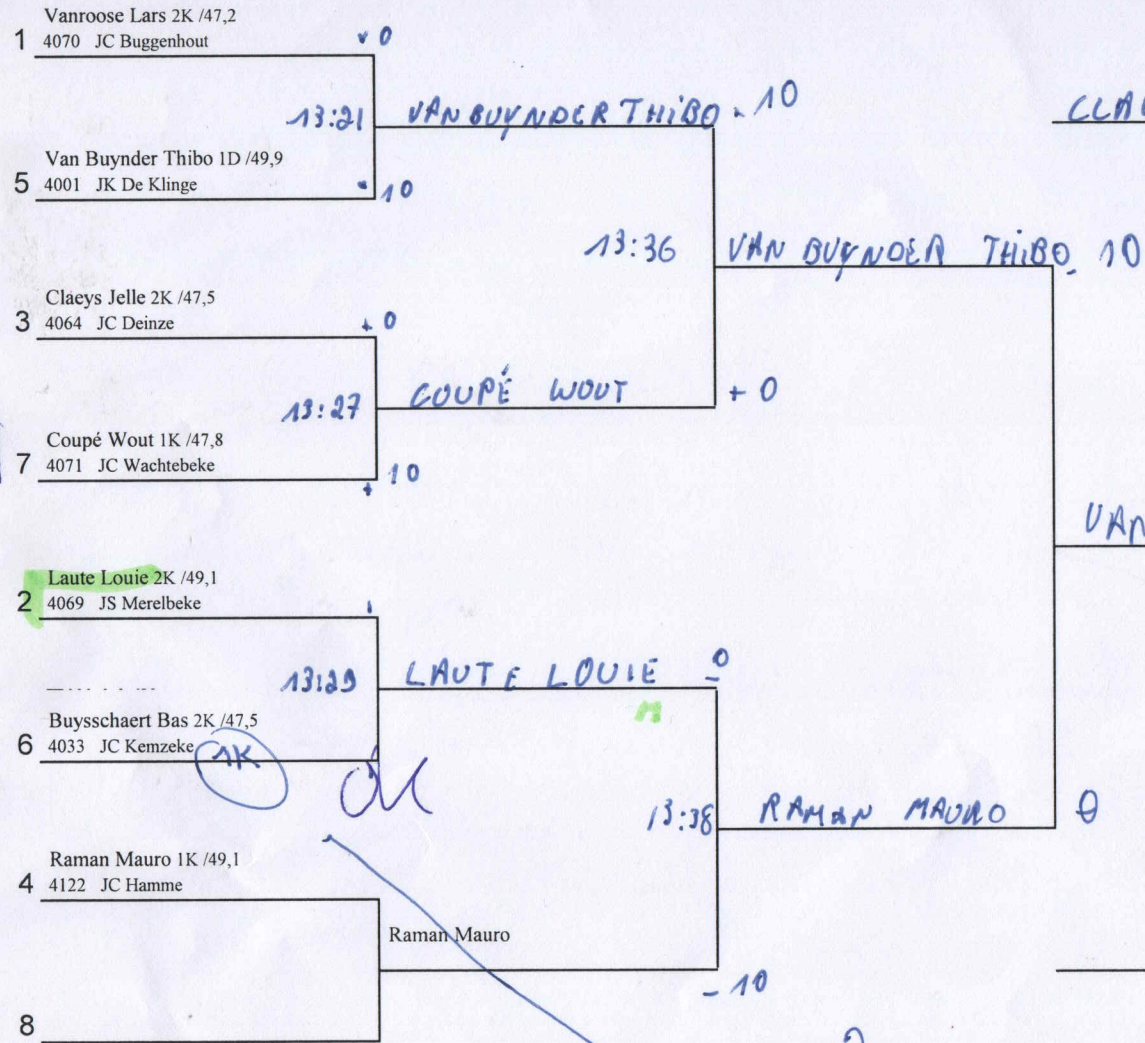 Vanroose Lars 2K /47,2
1 4070 JC Buggenhout
0
13:21 VAN BUYNDER THIBO - 10
CLA
Van Buynder Thibo 1D /49,9
5 4001 JK De Klinge
10
13:36 VAN BUYNDER THIBO - 10
Claeys Jelle 2K /47,5
3 4064 JC Deinze
+ 0
13:27 COUPÉ WOUT + 0
Coupé Wout 1K /47,8
7 4071 JC Wachtebeke
10
VAN
Laute Louie 2K /49,1
2 4069 JS Merelbeke
13:29 LAUTE LOUIE 0
Buysschaert Bas 2K /47,5
6 4033 JC Kemzeke
1K
13:38 RAMAN MAURO 0
Raman Mauro 1K /49,1
4 4122 JC Hamme
Raman Mauro
- 10
8